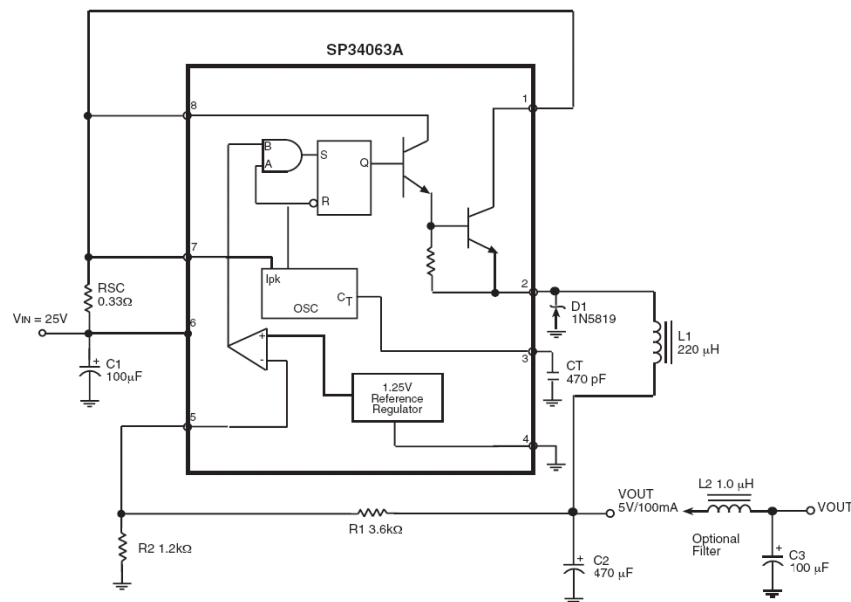 SP34063A
8
1
B
A
S
Q
R
7
Ipk
OSC
CT
2
RSC
0.33Ω
VIN = 25V
6
D1
1N5819
L1
220 µH
C1
+
100µF
+
-
3
CT
470 pF
1.25V
Reference
Regulator
5
4
L2 1.0 µH
VOUT
5V/100mA
VOUT
R1 3.6kΩ
Optional
Filter
R2 1.2kΩ
+
C2
470 µF
+
C3
100 µF